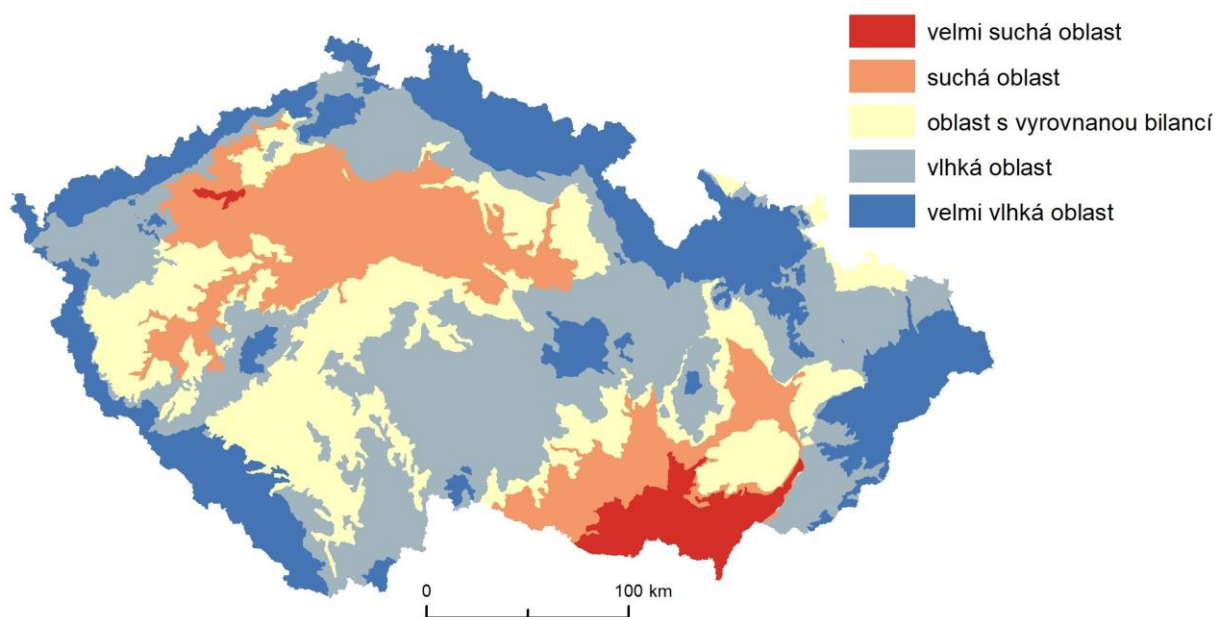 velmi suchá oblast
suchá oblast
oblast s vyrovnanou bilancí
vlhká oblast
velmi vlhká oblast
0 100 km